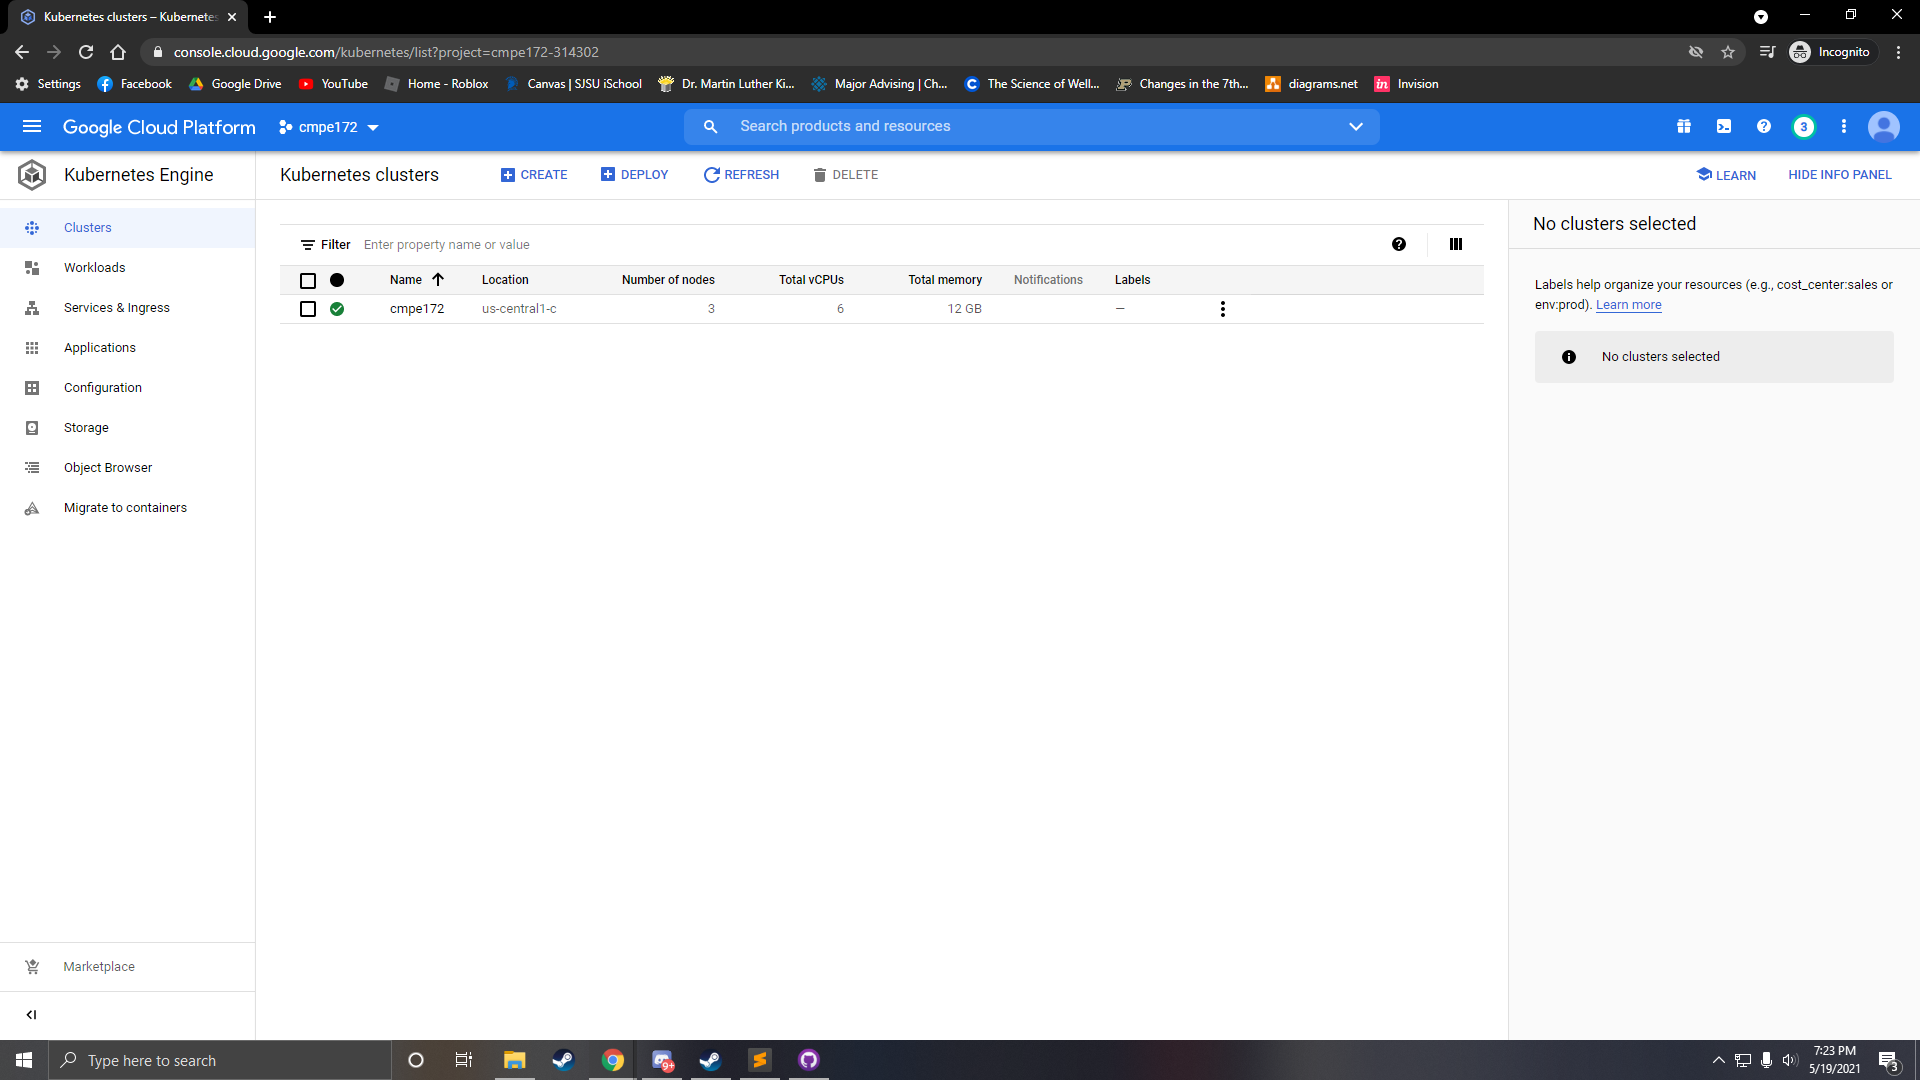 Kubernetes clusters – Kubernetes
console.cloud.google.com/kubernetes/list?project=cmpe172-314302
Incognito
Settings Facebook Google Drive YouTube Home - Roblox Canvas | SJSU iSchool Dr. Martin Luther Ki... Major Advising | Ch... The Science of Well... Changes in the 7th... diagrams.net in Invision
Google Cloud Platform cmpe172 Search products and resources 3
Kubernetes Engine
Kubernetes clusters CREATE DEPLOY REFRESH DELETE LEARN HIDE INFO PANEL
Clusters
Workloads
Services & Ingress
Applications
Configuration
Storage
Object Browser
Migrate to containers
Marketplace
Filter Enter property name or value
Name Location Number of nodes Total vCPUs Total memory Notifications Labels
cmpe172 us-central1-c 3 6 12 GB —
No clusters selected
Labels help organize your resources (e.g., cost_center:sales or
env:prod). Learn more
No clusters selected
Type here to search
9+
7:23 PM
5/19/2021
3